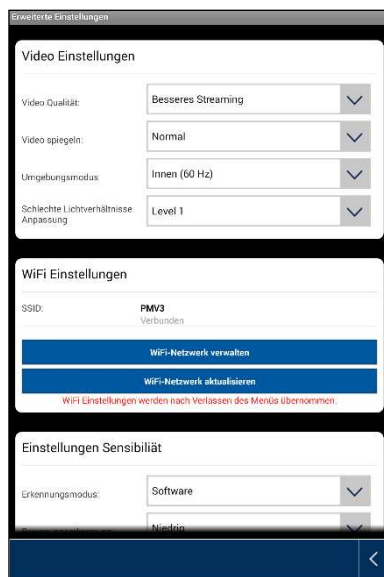 Erweiterte Einstellungen
Video Einstellungen
Video Qualität:
Besseres Streaming
Video spiegeln:
Normal
Umgebungsmodus
Innen (60 Hz)
Schlechte Lichtverhältnisse
Anpassung
Level 1
WiFi Einstellungen
SSID:
PMV3
Verbunden
WiFi-Netzwerk verwalten
WiFi-Netzwerk aktualisieren
WiFi Einstellungen werden nach Verlassen des Menüs übernommen.
Einstellungen Sensibiliät
Erkennungsmodus:
Software
Niedrig